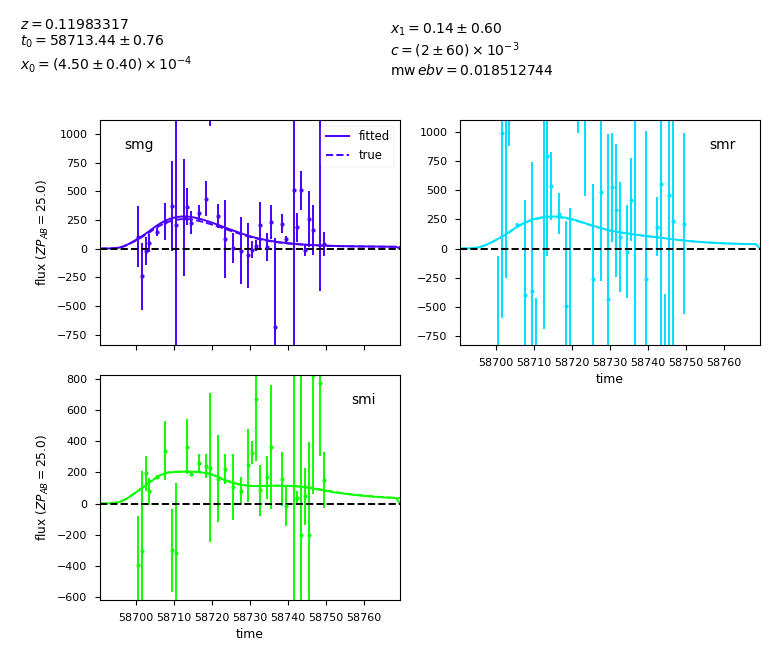 z = 0.11983317
t₀ = 58713.44 ± 0.76
x₀ = (4.50 ± 0.40) × 10⁻⁴
x₁ = 0.14 ± 0.60
c = (2 ± 60) × 10⁻³
mw ebv = 0.018512744
smg
fitted
true
1000
750
500
250
0
−250
−500
−750
flux (ZP_AB = 25.0)
smr
1000
750
500
250
0
−250
−500
−750
58700 58710 58720 58730 58740 58750 58760
time
smi
800
600
400
200
0
−200
−400
−600
flux (ZP_AB = 25.0)
58700 58710 58720 58730 58740 58750 58760
time